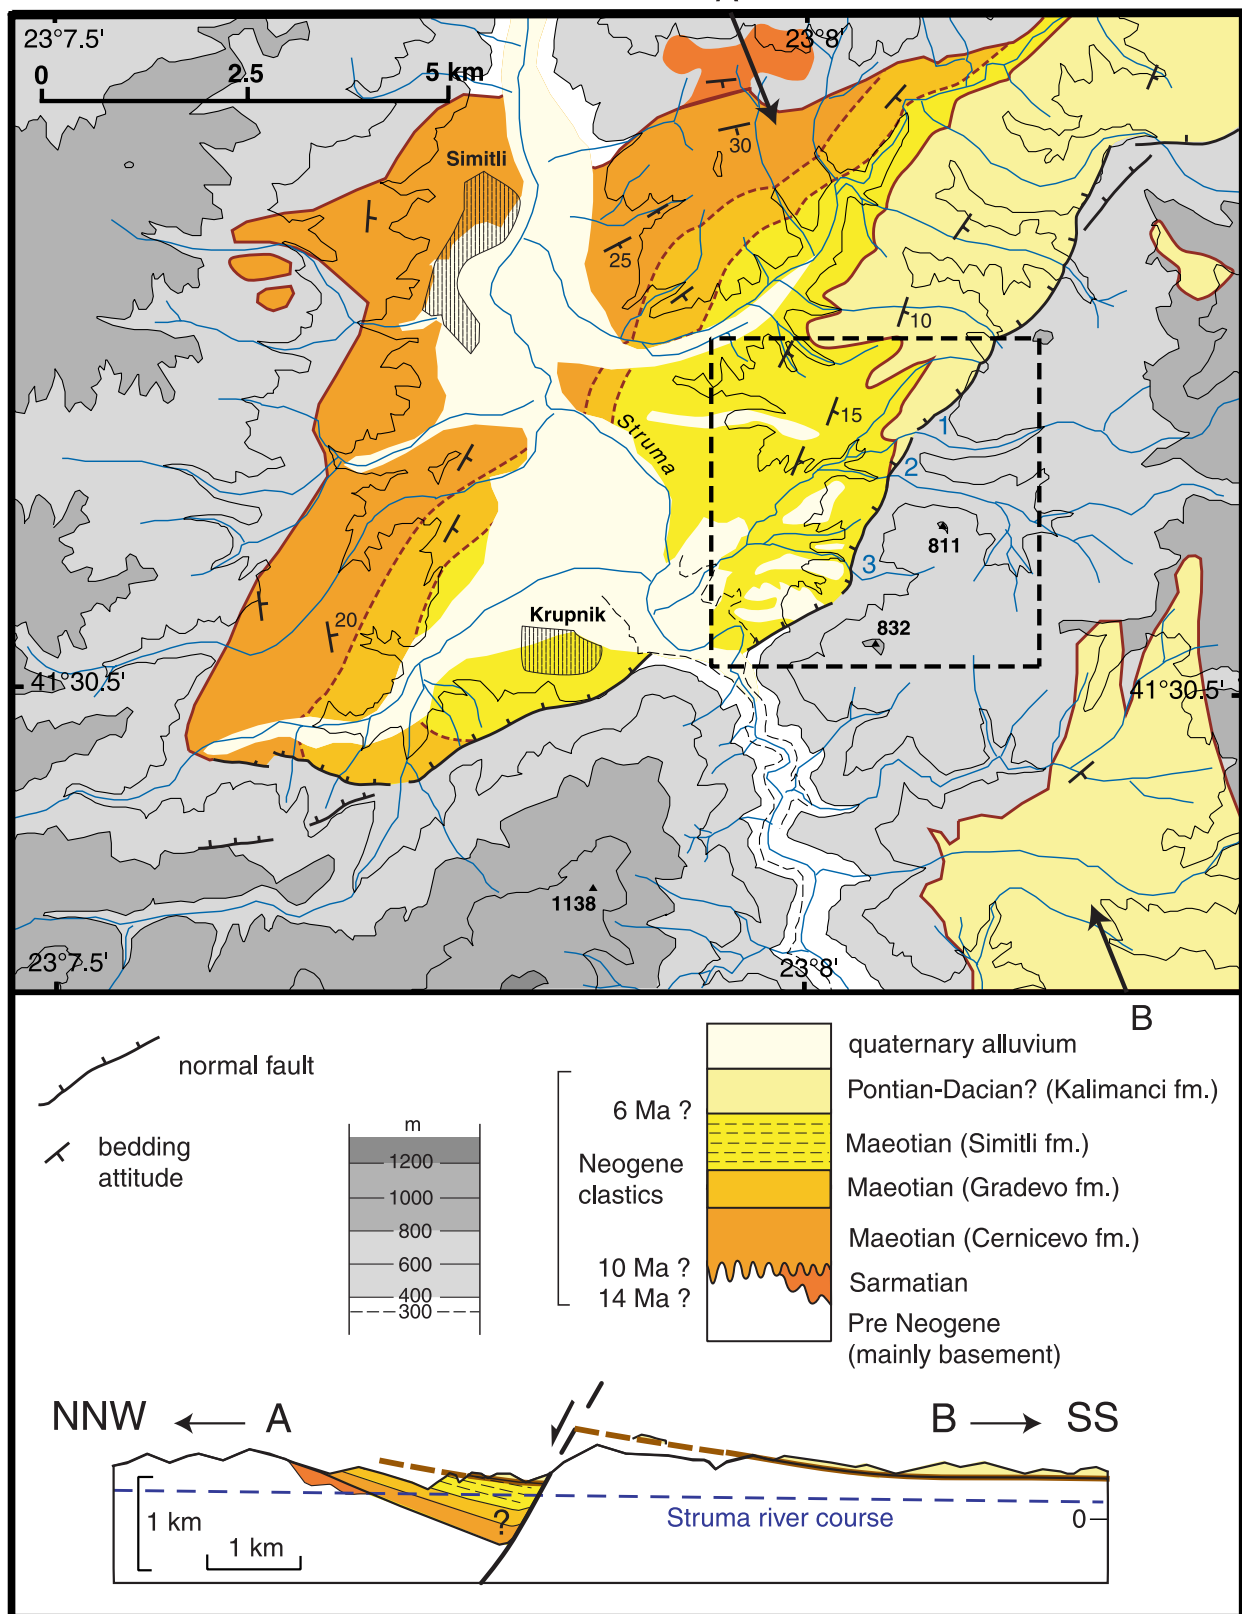 23°7.5'
23°8'
0
2.5
5 km
Simitli
30
25
10
15
Struma
1
2
3
811
832
Krupnik
20
41°30.5'
41°30.5'
1138
23°7.5'
23°8'
B
normal fault
bedding
attitude
m
1200
1000
800
600
400
300
Neogene
clastics
6 Ma ?
10 Ma ?
14 Ma ?
quaternary alluvium
Pontian-Dacian? (Kalimanci fm.)
Maeotian (Simitli fm.)
Maeotian (Gradevo fm.)
Maeotian (Cernicevo fm.)
Sarmatian
Pre Neogene
(mainly basement)
NNW
A
B
SS
1 km
1 km
?
Struma river course
0